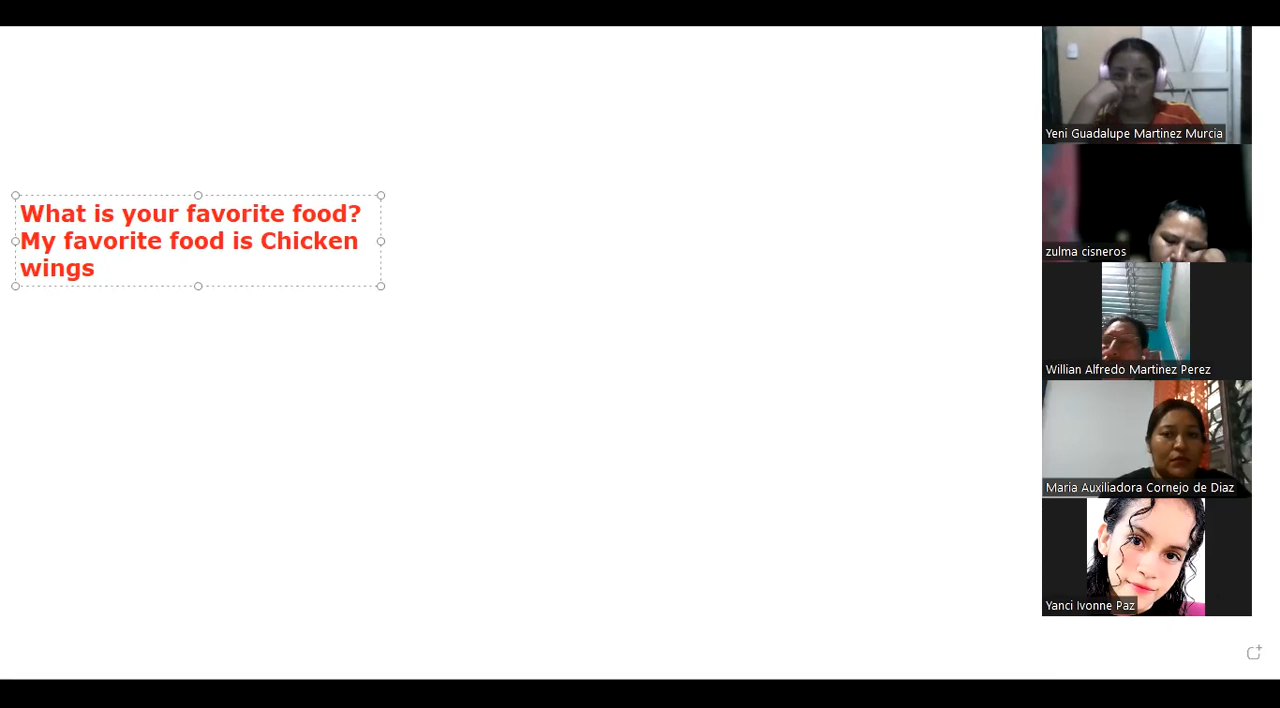 What is your favorite food?
My favorite food is Chicken
wings
Yeni Guadalupe Martinez Murcia
zulma cisneros
Willian Alfredo Martinez Perez
Maria Auxiliadora Cornejo de Diaz
Yanci Ivonne Paz